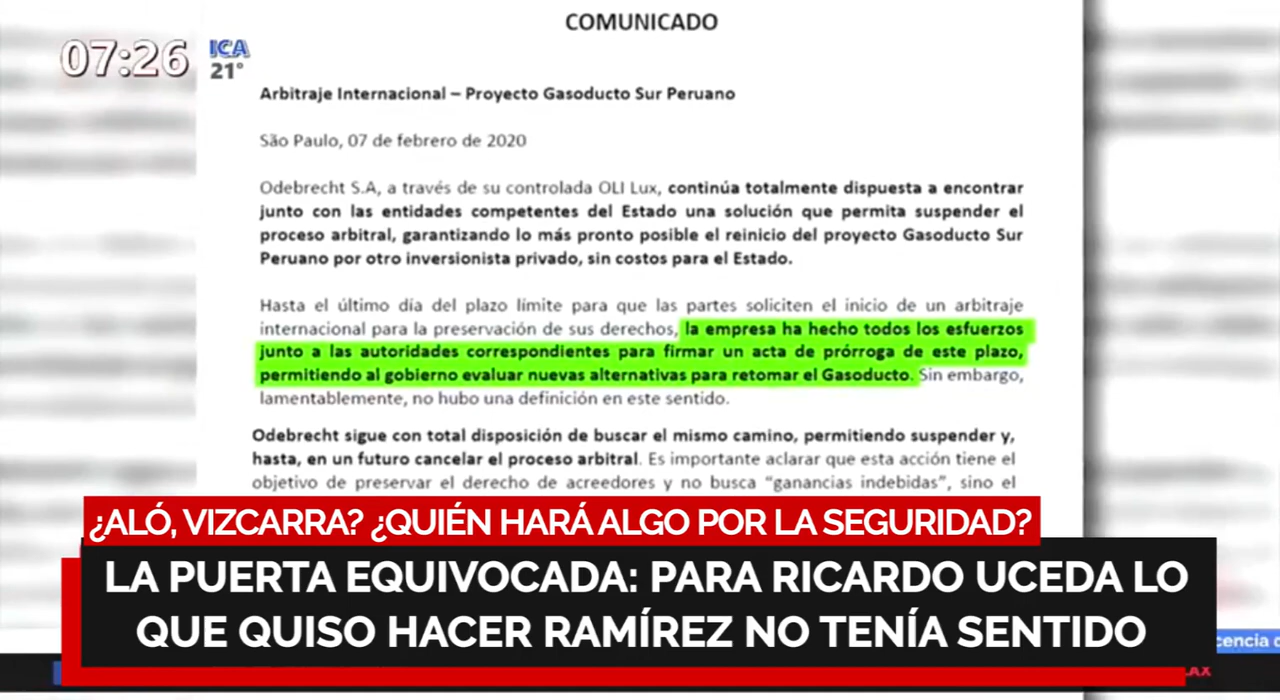 COMUNICADO
07:26
ICA
21°
Arbitraje Internacional – Proyecto Gasoducto Sur Peruano
São Paulo, 07 de febrero de 2020
Odebrecht S.A, a través de su controlada OLI Lux, continúa totalmente dispuesta a encontrar
junto con las entidades competentes del Estado una solución que permita suspender el
proceso arbitral, garantizando lo más pronto posible el reinicio del proyecto Gasoducto Sur
Peruano por otro inversionista privado, sin costos para el Estado.
Hasta el último día del plazo límite para que las partes soliciten el inicio de un arbitraje
internacional para la preservación de sus derechos, la empresa ha hecho todos los esfuerzos
junto a las autoridades correspondientes para firmar un acta de prórroga de este plazo,
permitiendo al gobierno evaluar nuevas alternativas para retomar el Gasoducto. Sin embargo,
lamentablemente, no hubo una definición en este sentido.
Odebrecht sigue con total disposición de buscar el mismo camino, permitiendo suspender y,
hasta, en un futuro cancelar el proceso arbitral. Es importante aclarar que esta acción tiene el
objetivo de preservar el derecho de acreedores y no busca “ganancias indebidas”, sino el
¿ALÓ, VIZCARRA? ¿QUIÉN HARÁ ALGO POR LA SEGURIDAD?
LA PUERTA EQUIVOCADA: PARA RICARDO UCEDA LO
QUE QUISO HACER RAMÍREZ NO TENÍA SENTIDO